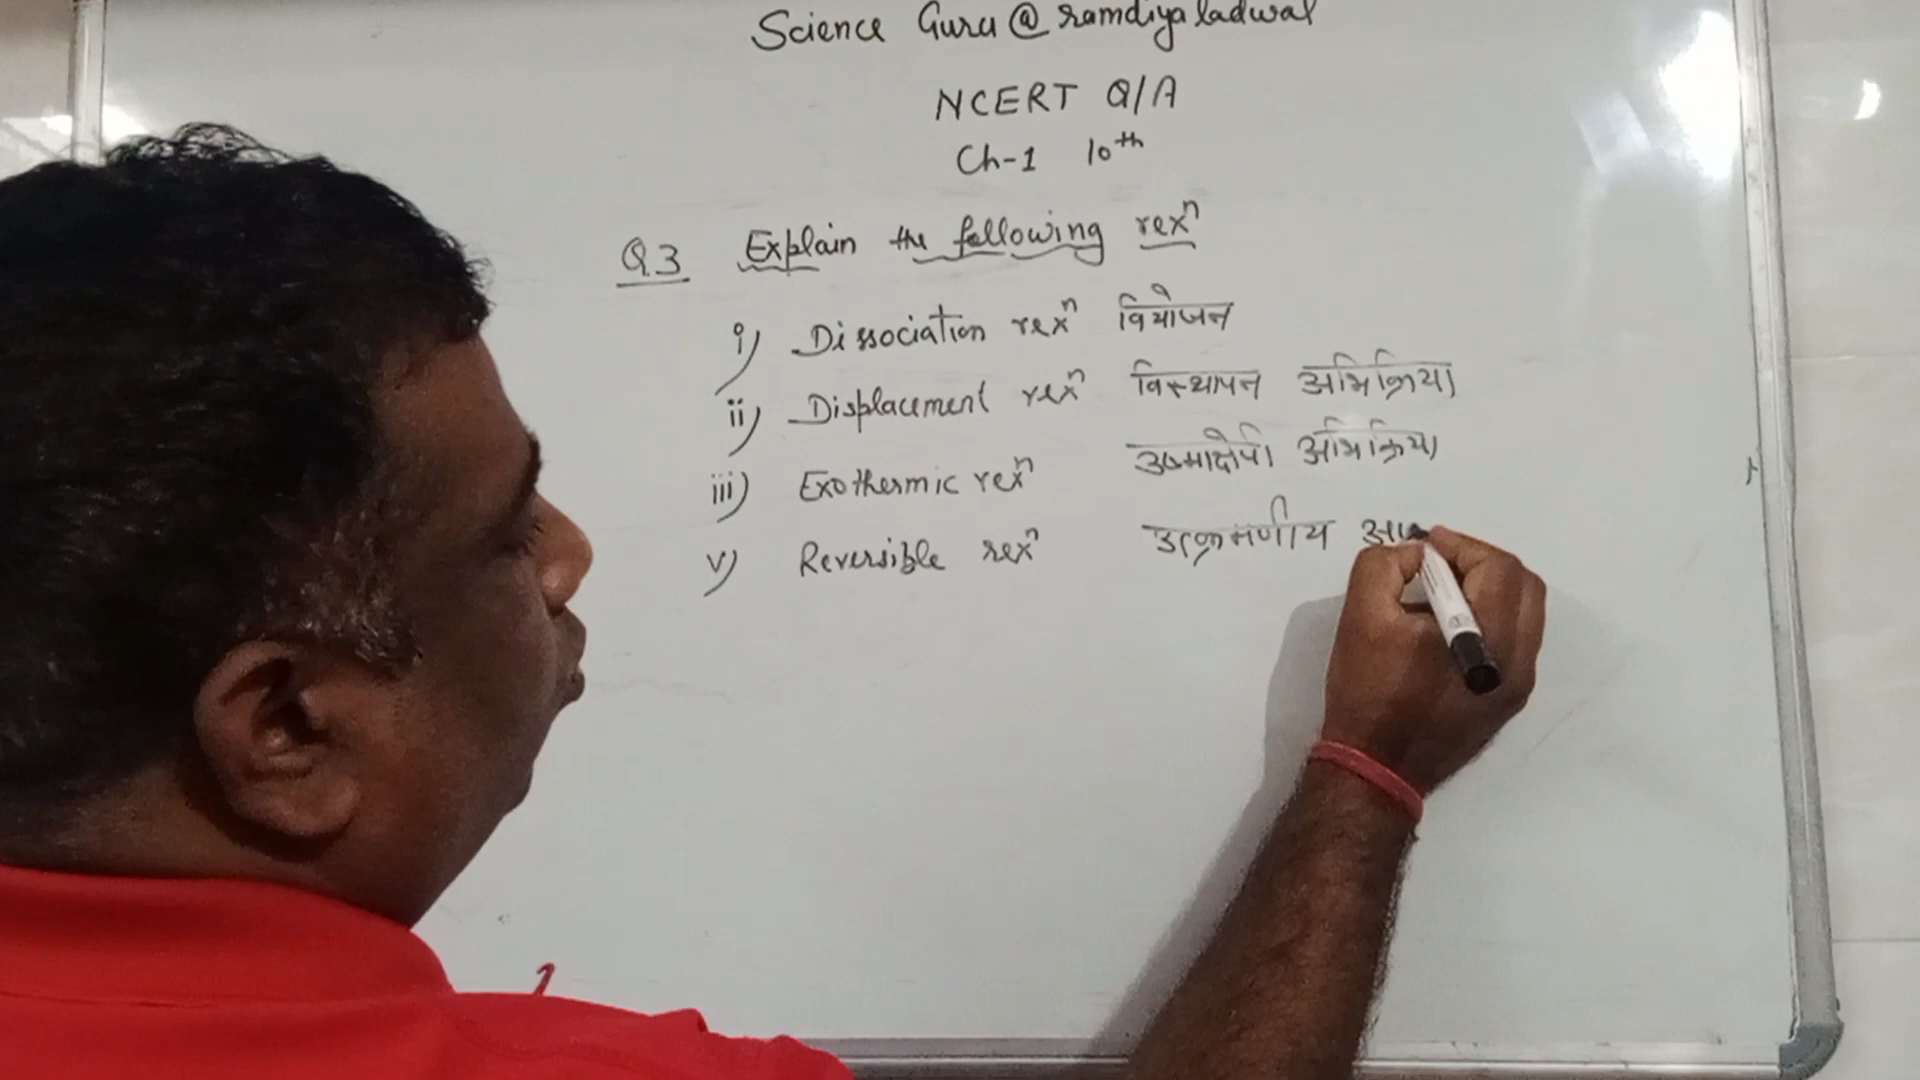 Science Guru @ ramdiya ladwal
NCERT Q/A
Ch-1 10th
Q.3 Explain the following rexⁿ
i) Dissociation rexⁿ वियोजन
ii) Displacement rexⁿ विस्थापन अभिक्रिया
iii) Exothermic rexⁿ उष्माक्षेपी अभिक्रिया
v) Reversible rexⁿ उत्क्रमणीय